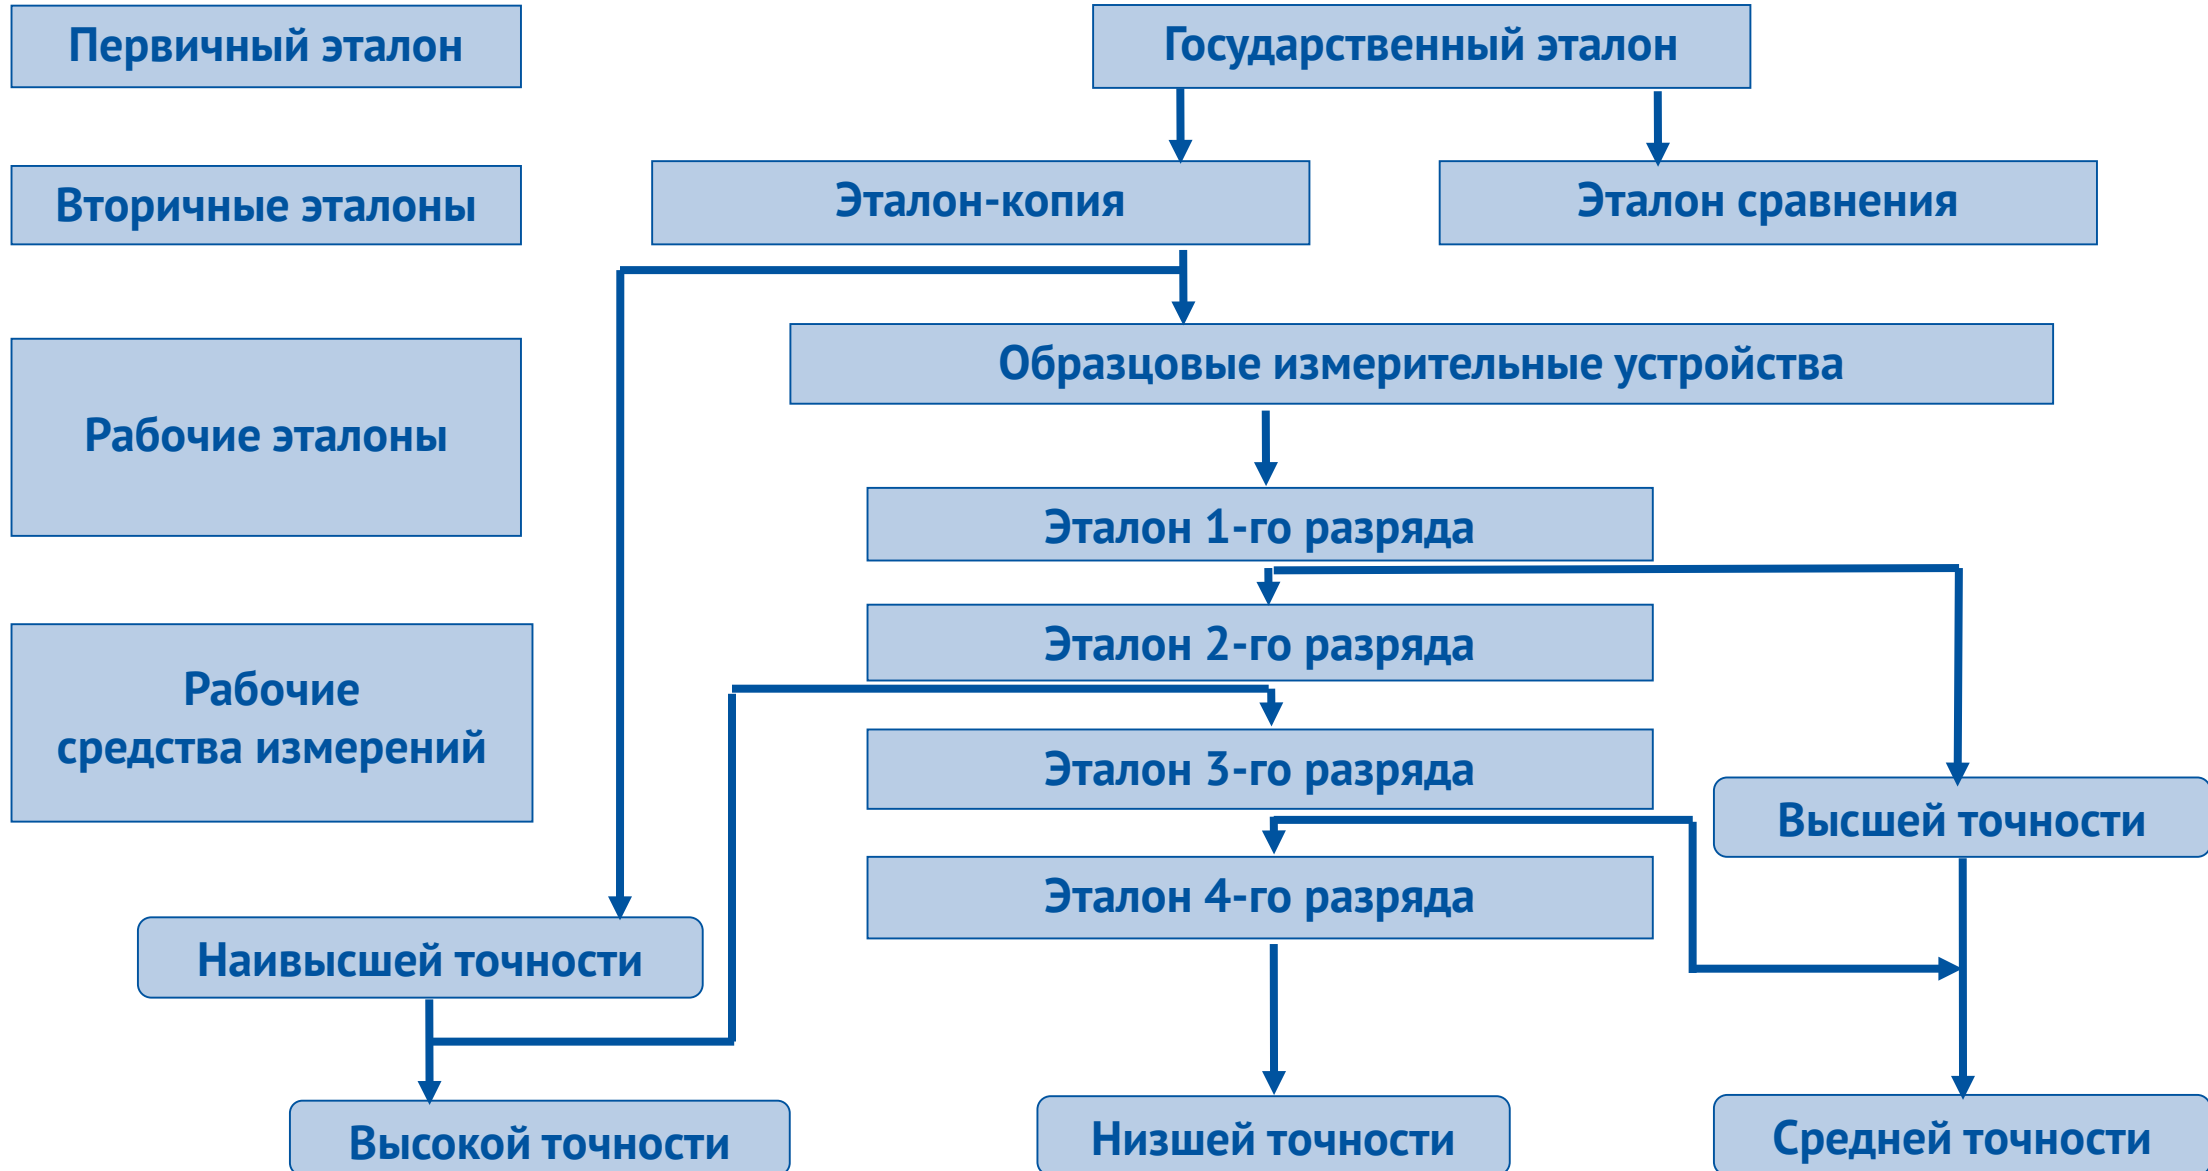 Первичный эталон
Государственный эталон
Вторичные эталоны
Эталон-копия
Эталон сравнения
Образцовые измерительные устройства
Рабочие эталоны
Эталон 1-го разряда
Эталон 2-го разряда
Рабочие
средства измерений
Эталон 3-го разряда
Высшей точности
Эталон 4-го разряда
Наивысшей точности
Высокой точности
Низшей точности
Средней точности